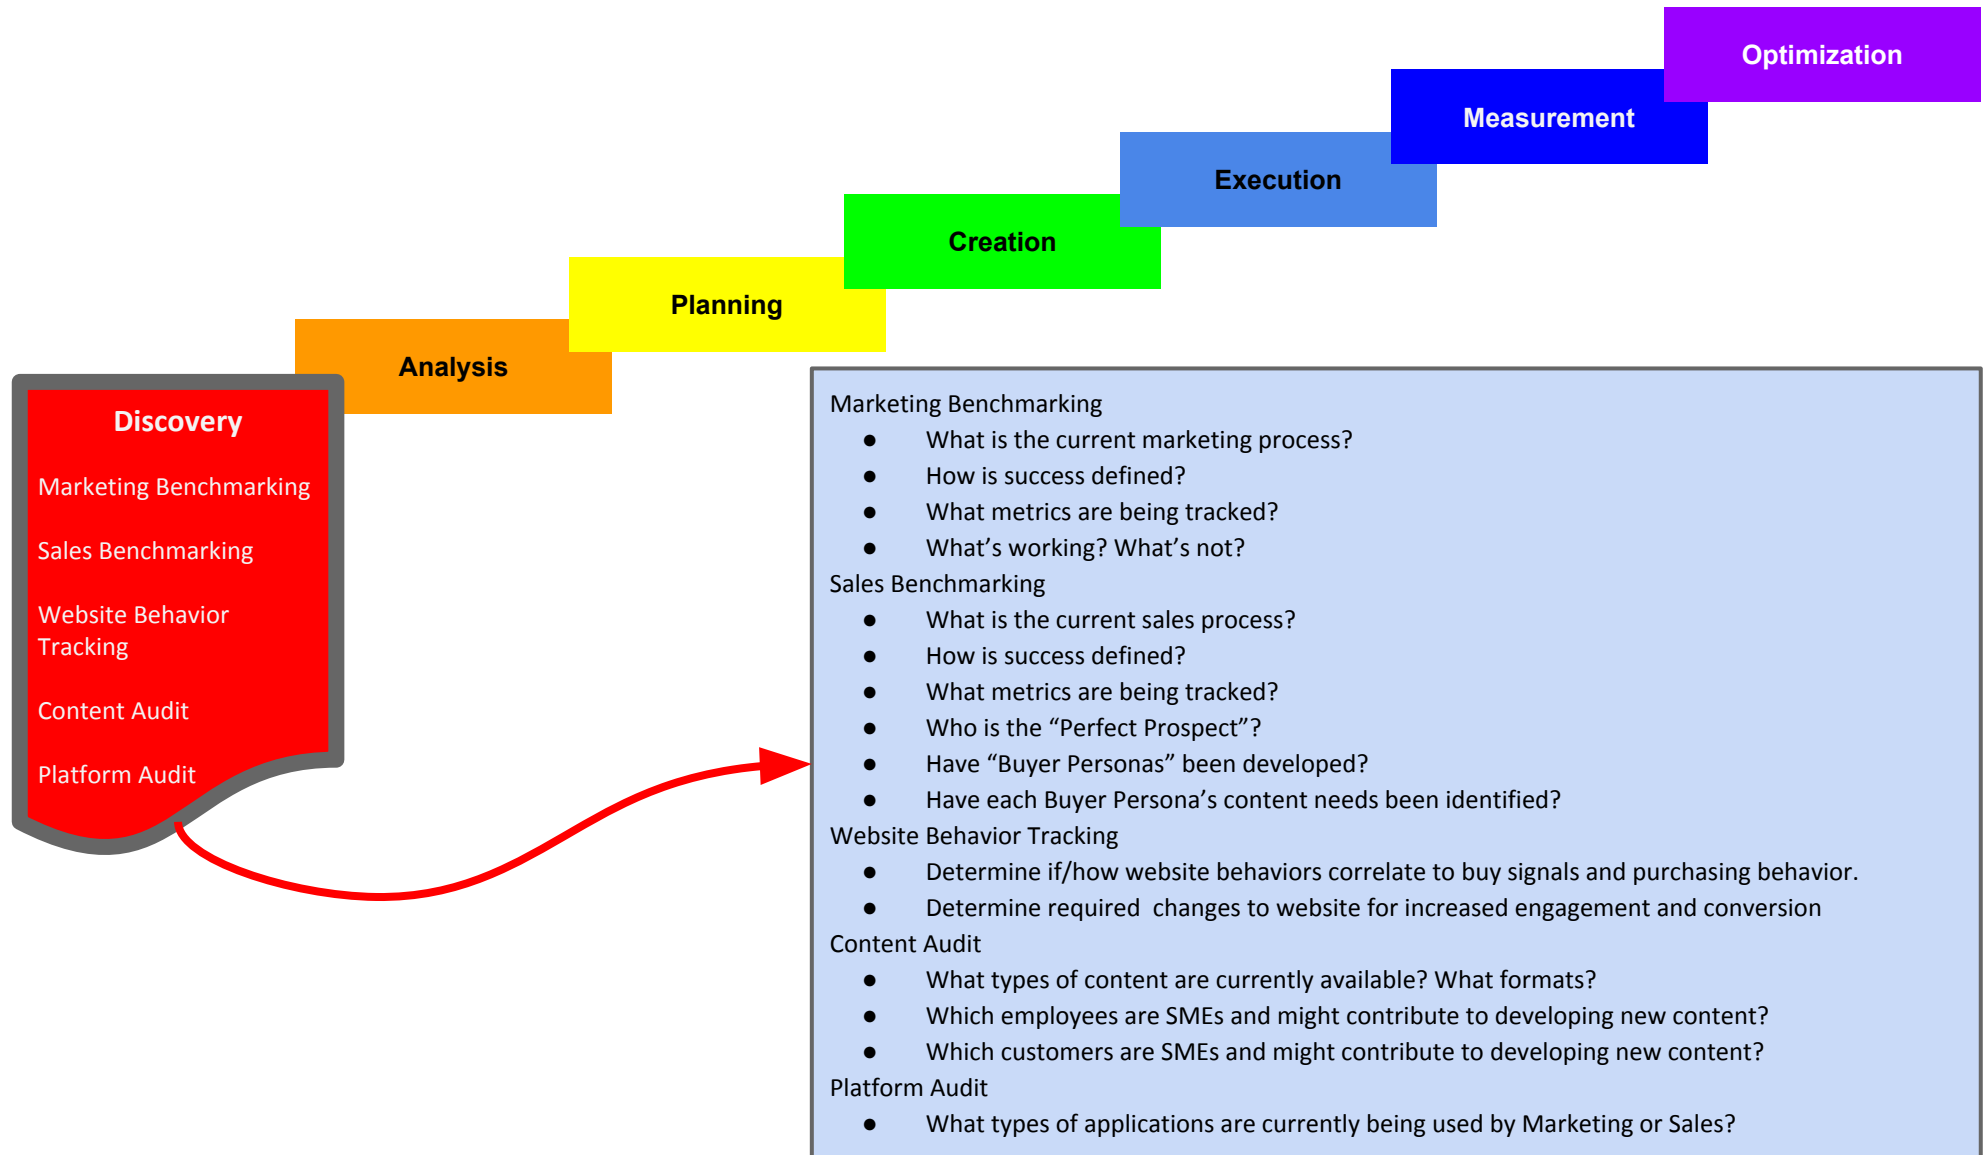 Optimization
Measurement
Execution
Creation
Planning
Analysis
Discovery
Marketing Benchmarking
Sales Benchmarking
Website Behavior
Tracking
Content Audit
Platform Audit
Marketing Benchmarking
● What is the current marketing process?
● How is success defined?
● What metrics are being tracked?
● What’s working? What’s not?
Sales Benchmarking
● What is the current sales process?
● How is success defined?
● What metrics are being tracked?
● Who is the “Perfect Prospect”?
● Have “Buyer Personas” been developed?
● Have each Buyer Persona’s content needs been identified?
Website Behavior Tracking
● Determine if/how website behaviors correlate to buy signals and purchasing behavior.
● Determine required  changes to website for increased engagement and conversion
Content Audit
● What types of content are currently available? What formats?
● Which employees are SMEs and might contribute to developing new content?
● Which customers are SMEs and might contribute to developing new content?
Platform Audit
● What types of applications are currently being used by Marketing or Sales?